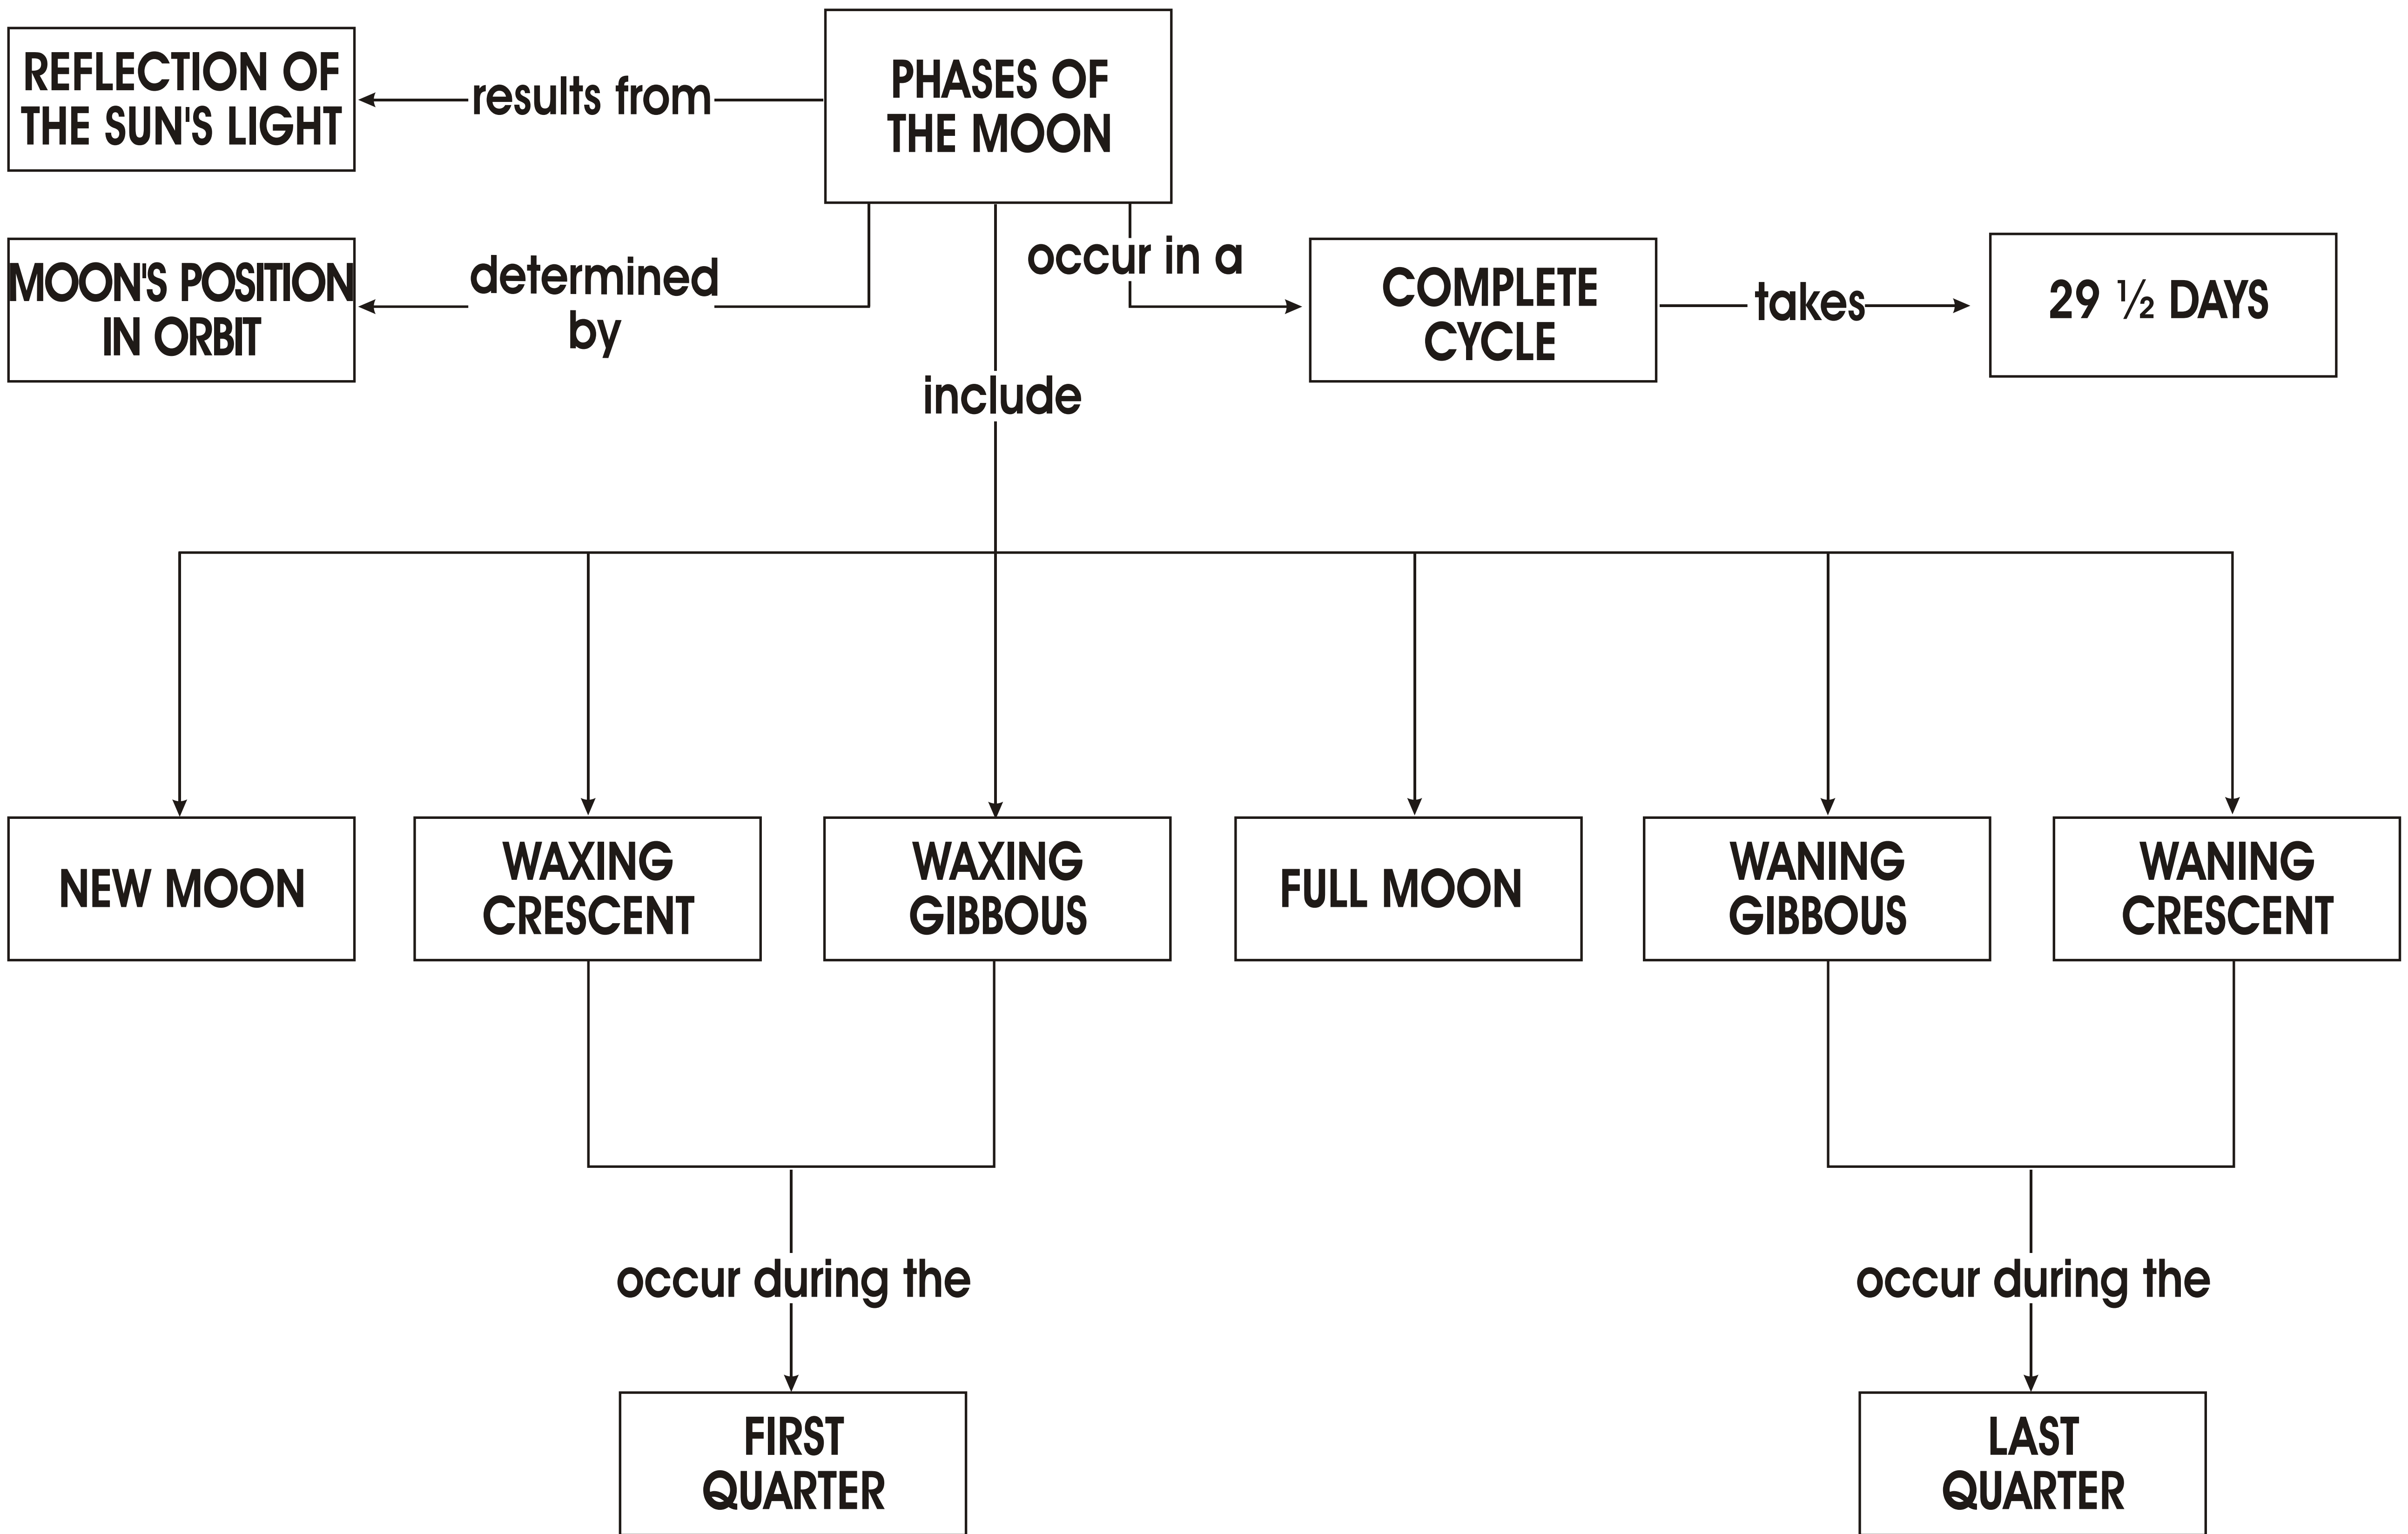 REFLECTION OF
THE SUN'S LIGHT
results from
PHASES OF
THE MOON
MOON'S POSITION
IN ORBIT
determined
by
occur in a
COMPLETE
CYCLE
takes
29 ½ DAYS
include
NEW MOON
WAXING
CRESCENT
WAXING
GIBBOUS
FULL MOON
WANING
GIBBOUS
WANING
CRESCENT
occur during the
occur during the
FIRST
QUARTER
LAST
QUARTER